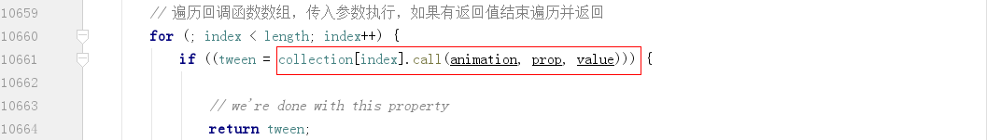 10659 // 遍历回调函数数组，传入参数执行，如果有返回值结束遍历并返回
10660 for (; index < length; index++) {
10661 if ((tween = collection[index].call(animation, prop, value))) {
10662
10663 // we're done with this property
10664 return tween;